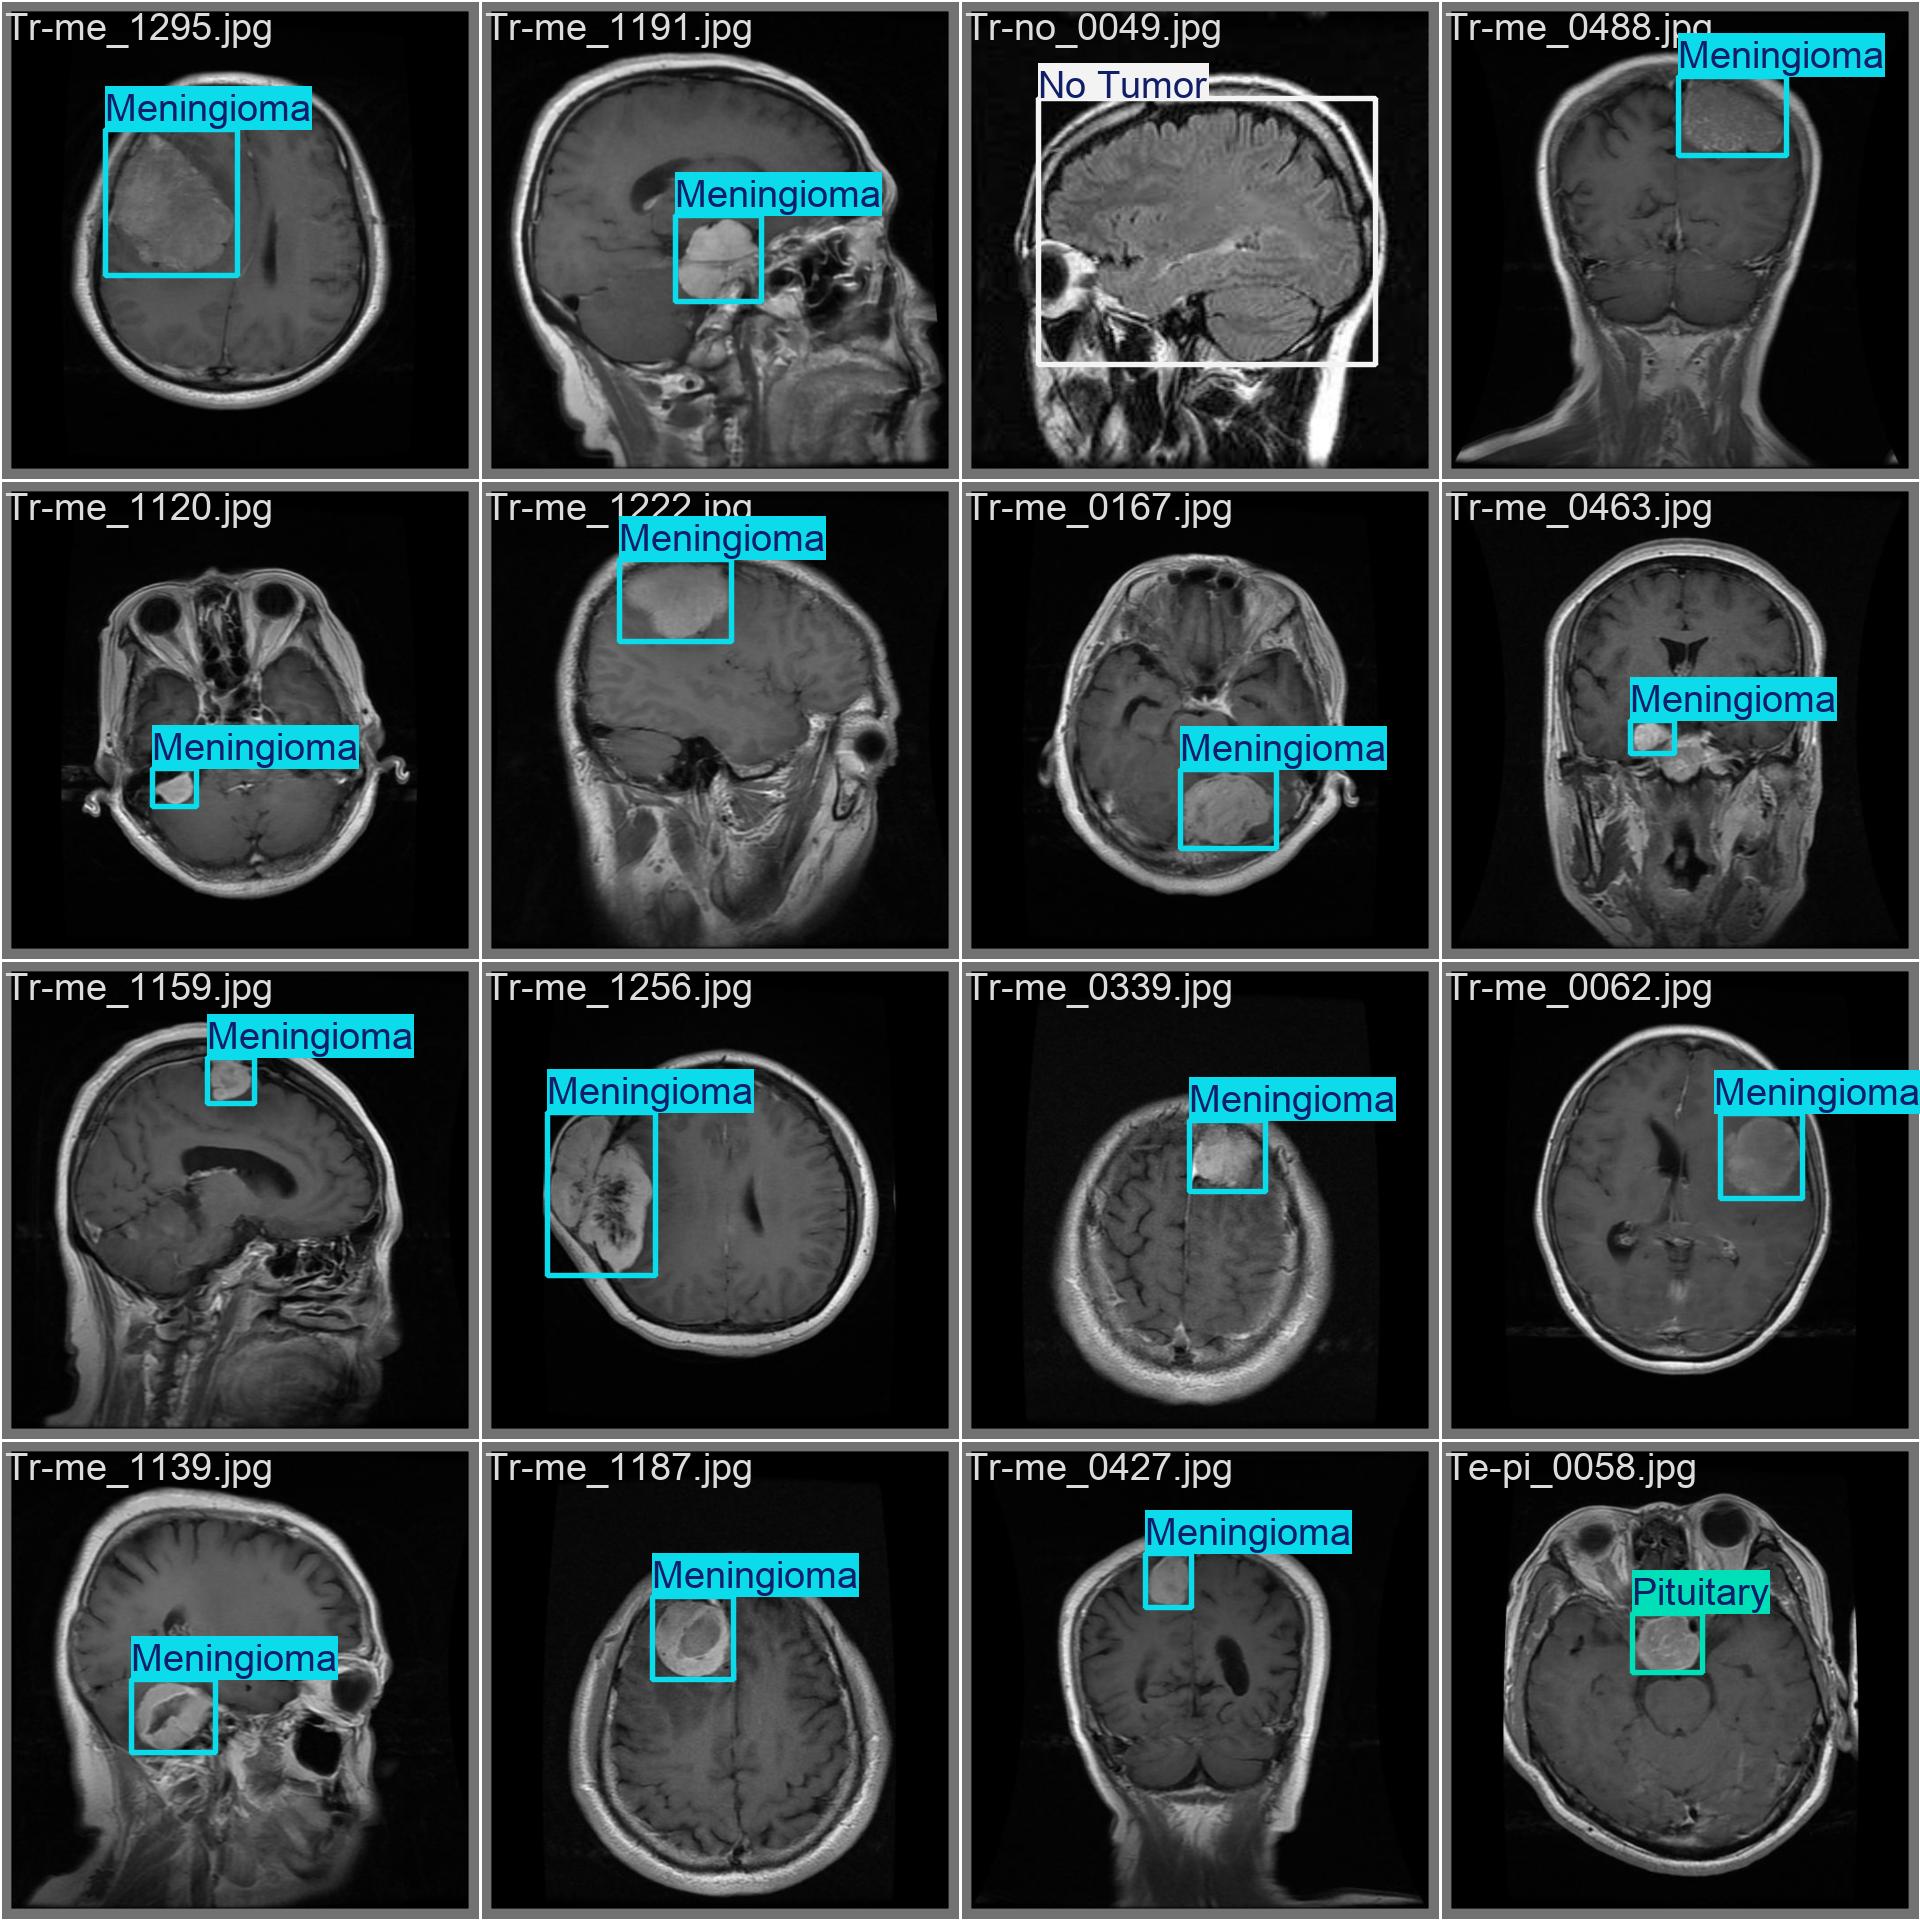 Tr-me_1295.jpg
Meningioma
Tr-me_1191.jpg
Meningioma
Tr-no_0049.jpg
No Tumor
Tr-me_0488.jpg
Meningioma
Tr-me_1120.jpg
Meningioma
Tr-me_1222.jpg
Meningioma
Tr-me_0167.jpg
Meningioma
Tr-me_0463.jpg
Meningioma
Tr-me_1159.jpg
Meningioma
Tr-me_1256.jpg
Meningioma
Tr-me_0339.jpg
Meningioma
Tr-me_0062.jpg
Meningioma
Tr-me_1139.jpg
Meningioma
Tr-me_1187.jpg
Meningioma
Tr-me_0427.jpg
Meningioma
Te-pi_0058.jpg
Pituitary